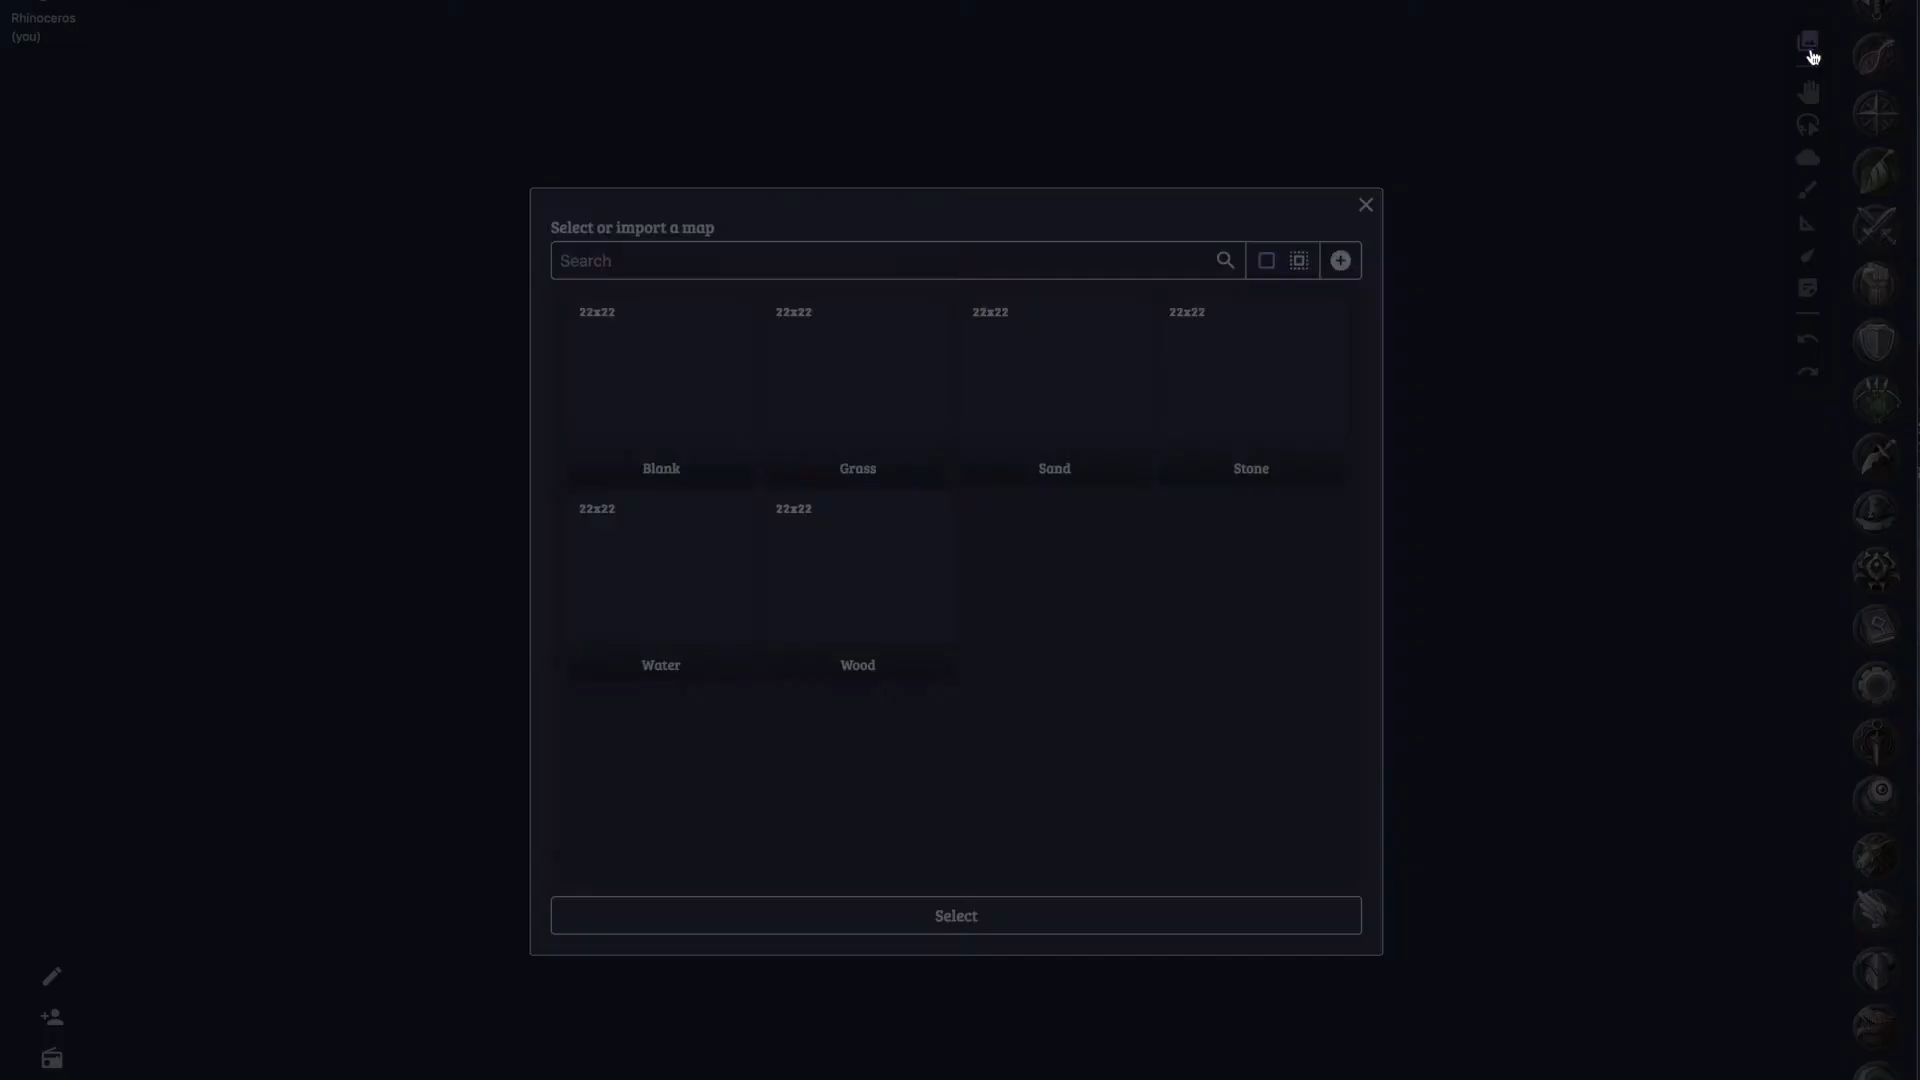 Rhinoceros
(you)
Select or import a map
Search
22x22
22x22
22x22
22x22
Blank
Grass
Sand
Stone
22x22
22x22
Water
Wood
Select